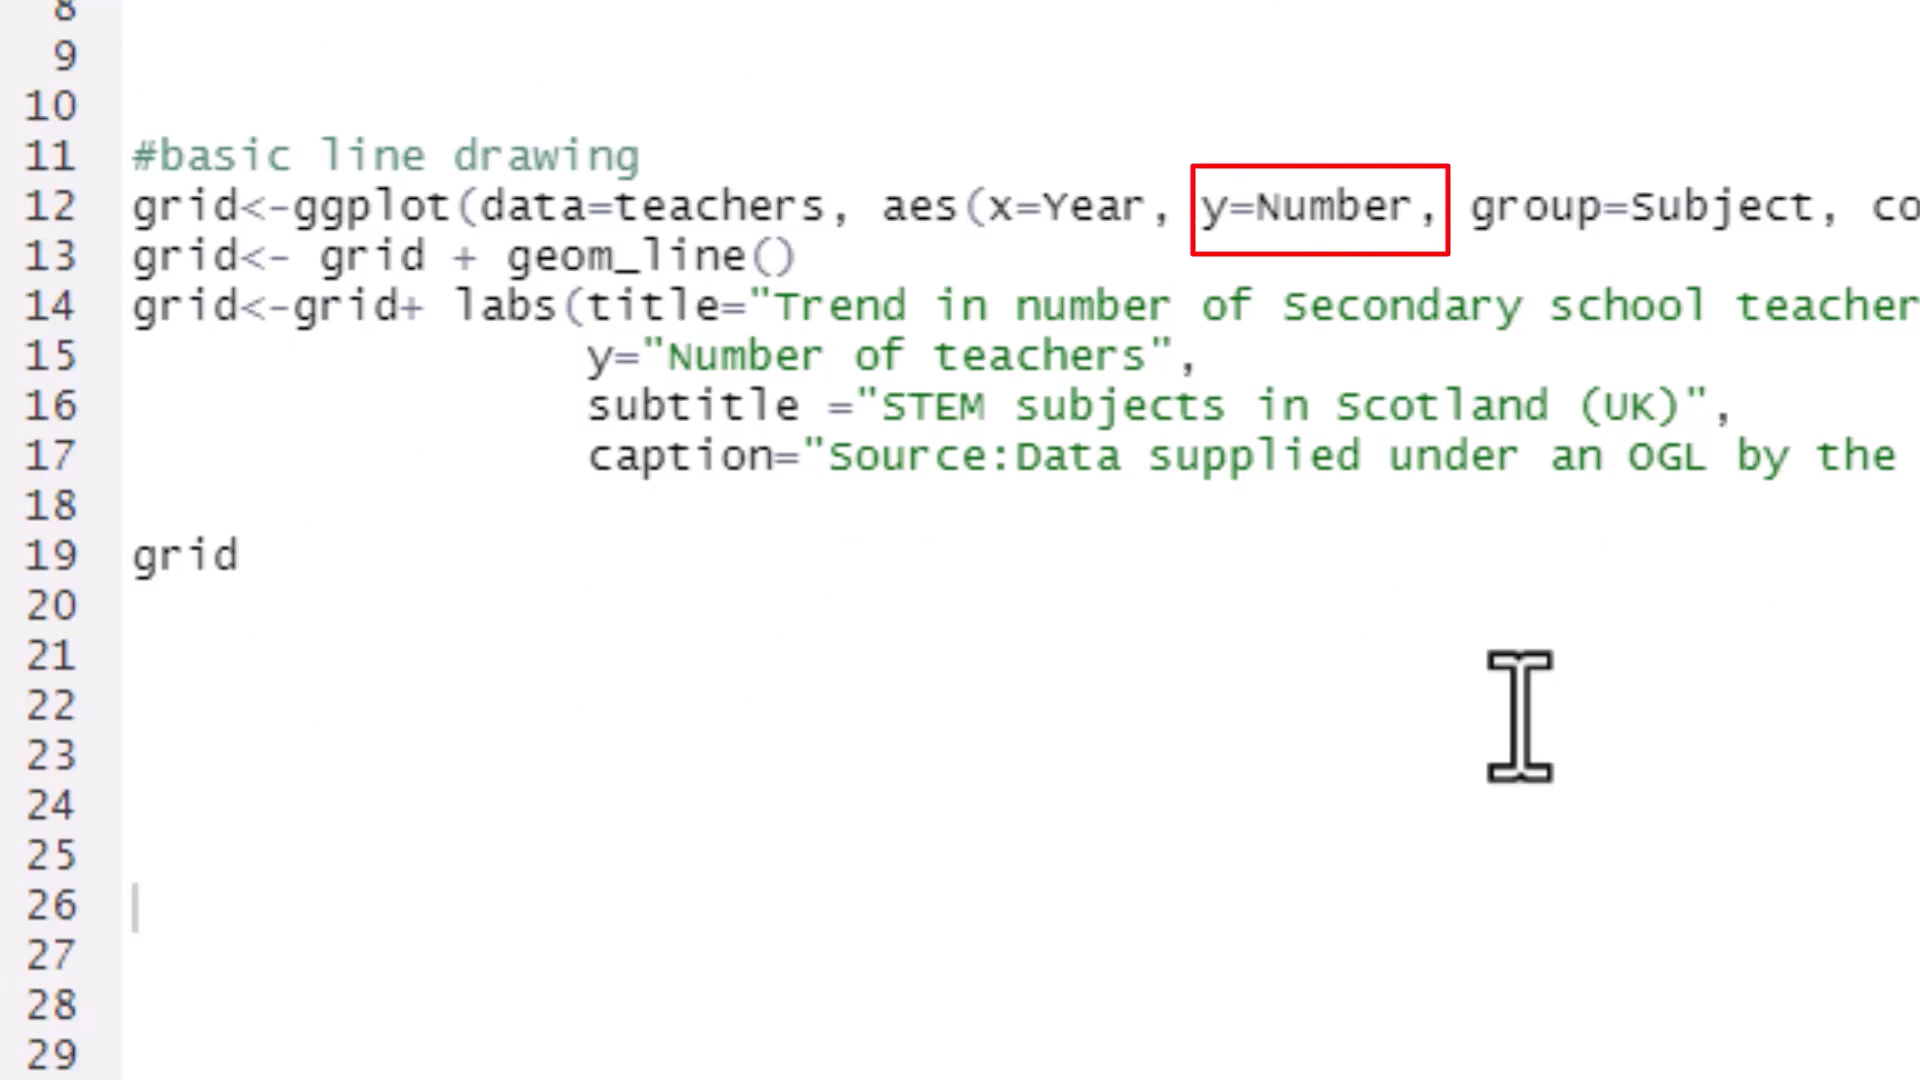 8
9
10
11 #basic line drawing
12 grid<-ggplot(data=teachers, aes(x=Year, y=Number, group=Subject, co
13 grid<- grid + geom_line()
14 grid<-grid+ labs(title="Trend in number of Secondary school teacher
15 y="Number of teachers",
16 subtitle ="STEM subjects in Scotland (UK)",
17 caption="Source:Data supplied under an OGL by the
18
19 grid
20
21
22
23
24
25
26
27
28
29